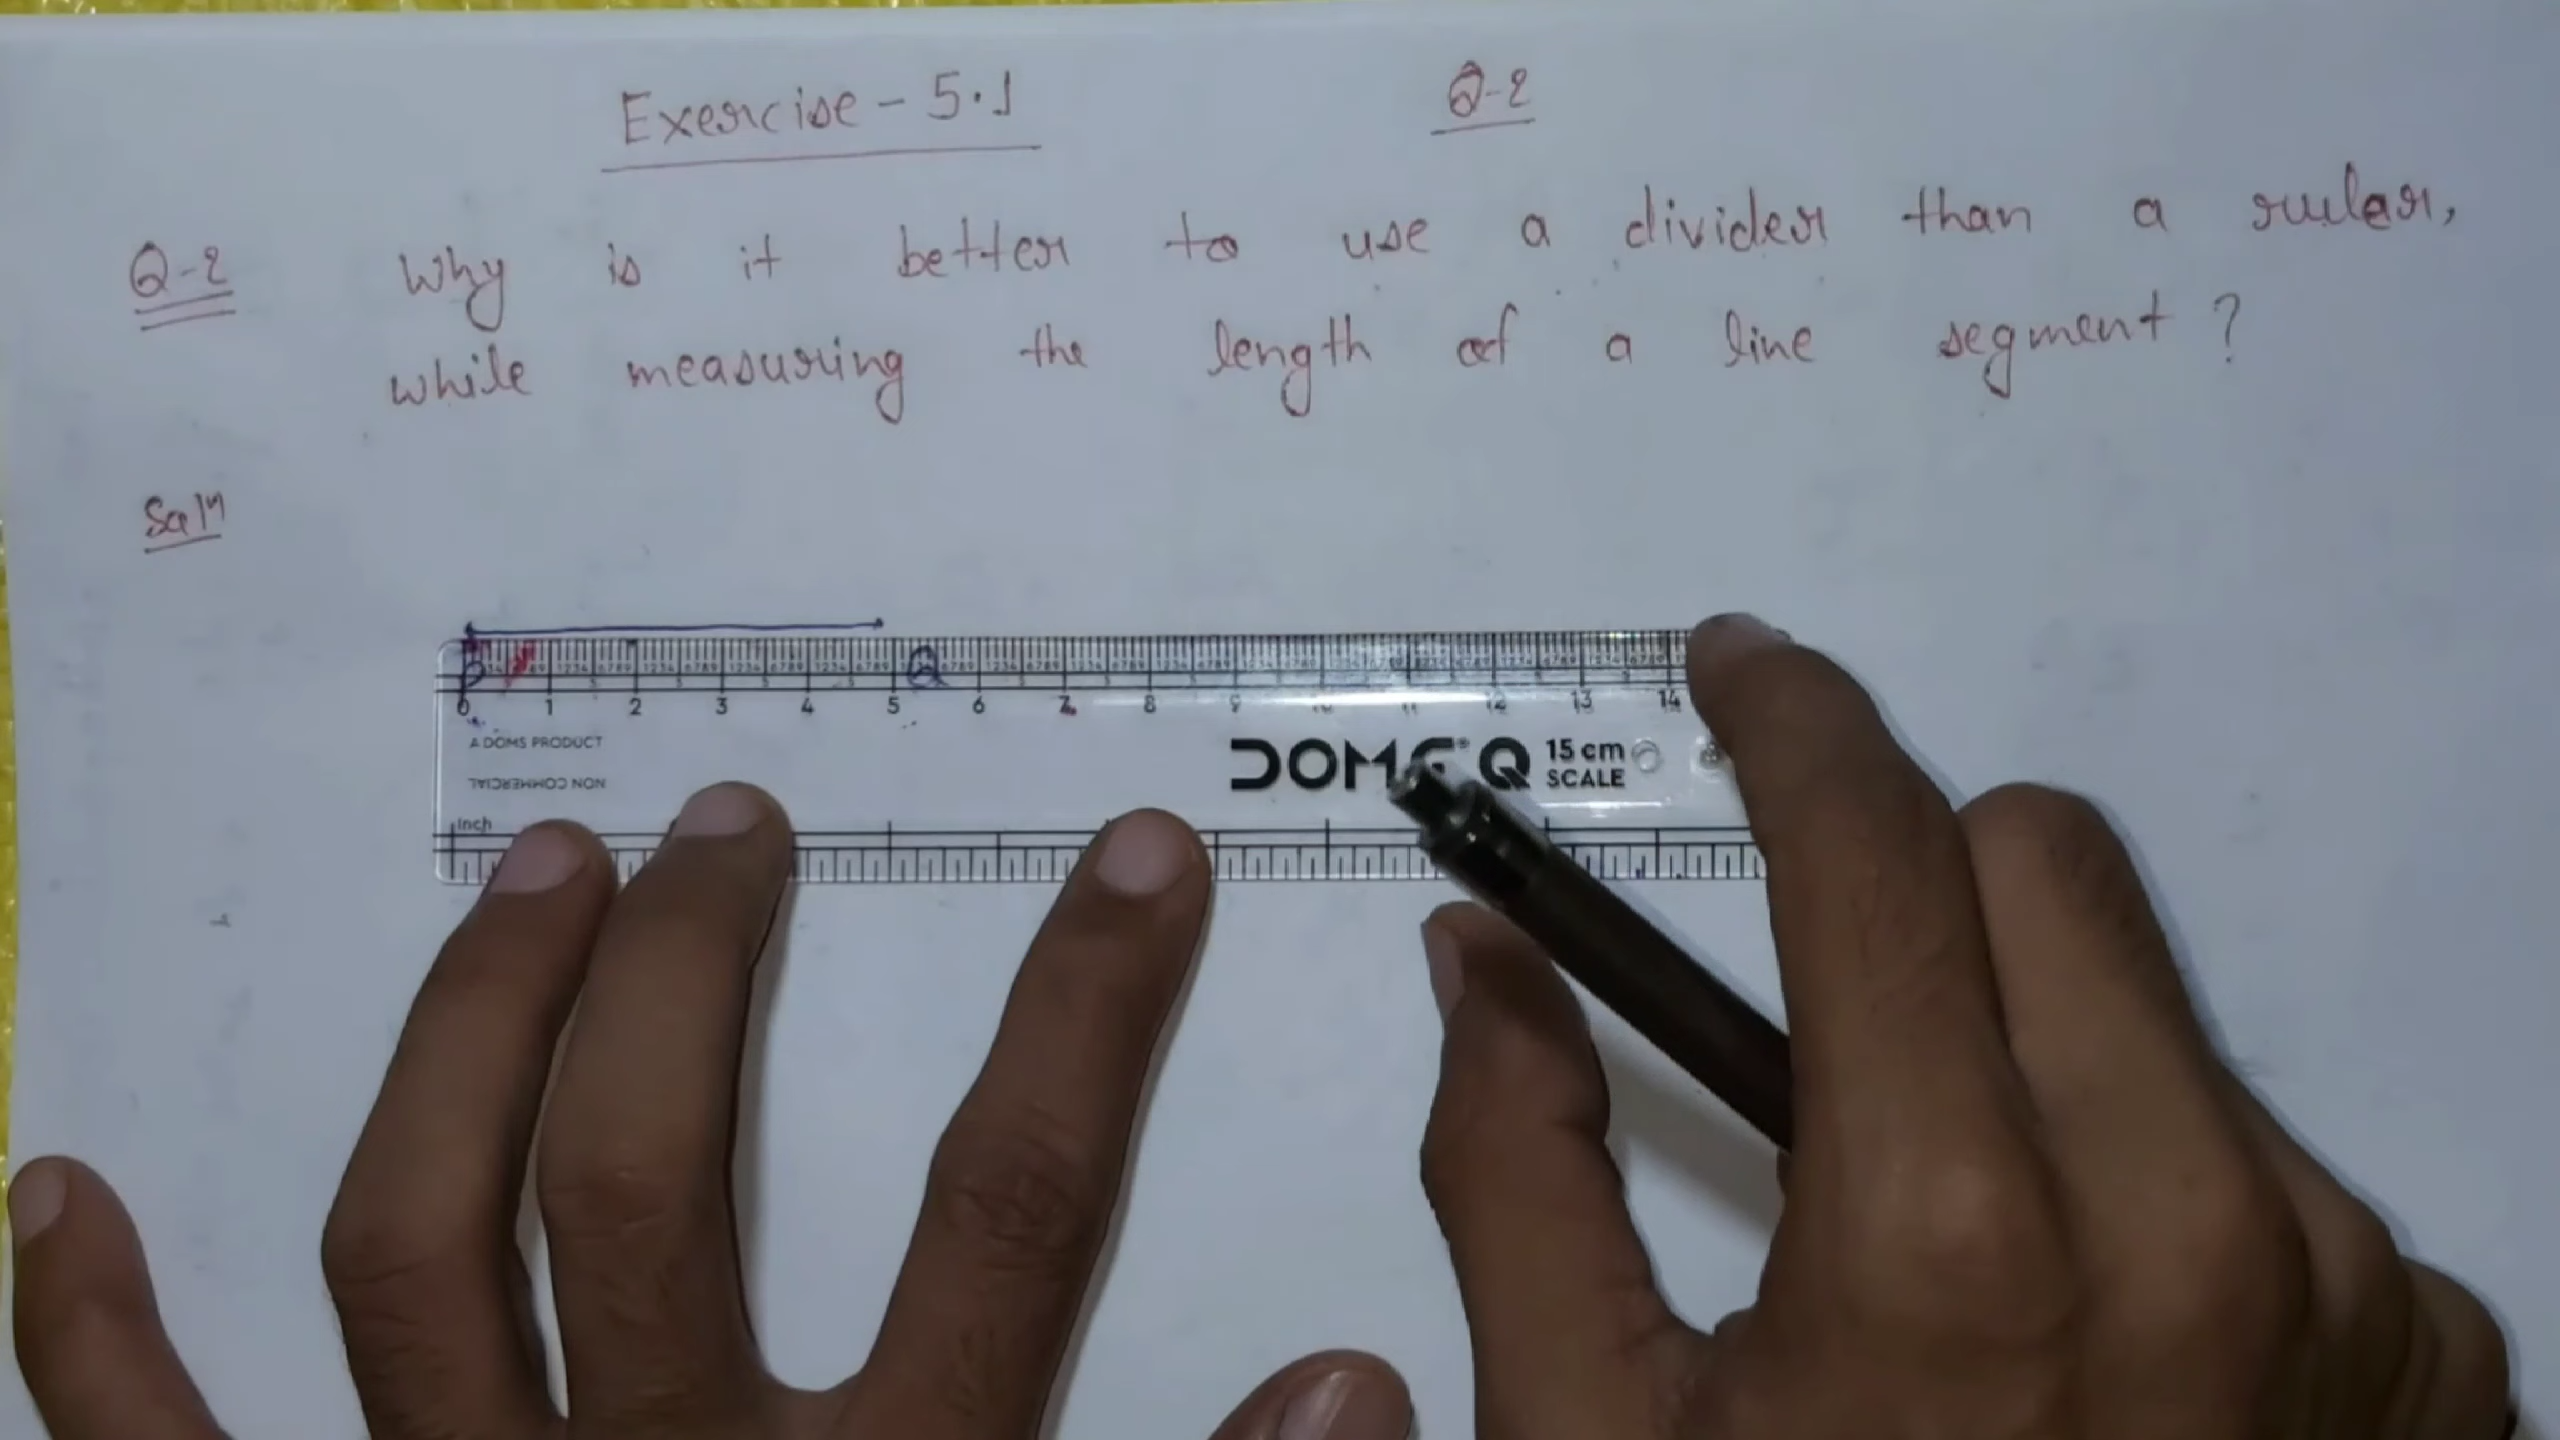 Exercise - 5.1 Q-2
Q-2 Why is it better to use a divider than a ruler,
while measuring the length of a line segment ?
Soln
P Q
0 1 2 3 4 5 6 7 8 9 10 11 12 13 14
A DOMS PRODUCT
NON COMMERCIAL
DOMS Q 15 cm
SCALE
Inch